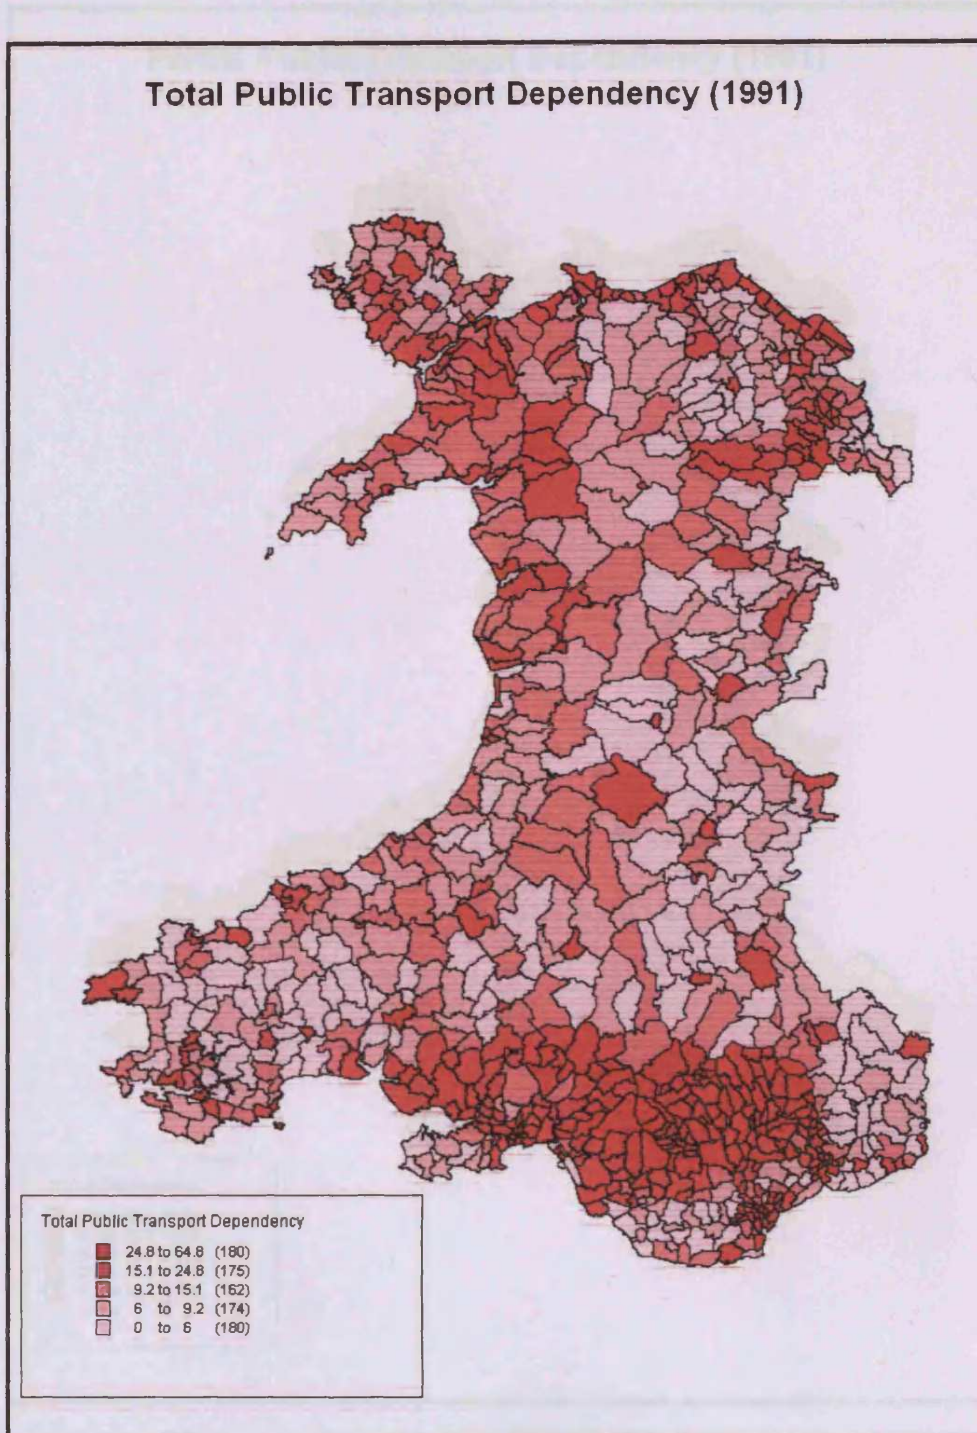 Total Public Transport Dependency (1991)
Total Public Transport Dependency
24.8 to 64.8 (180)
15.1 to 24.8 (175)
9.2 to 15.1 (162)
6 to 9.2 (174)
0 to 6 (180)